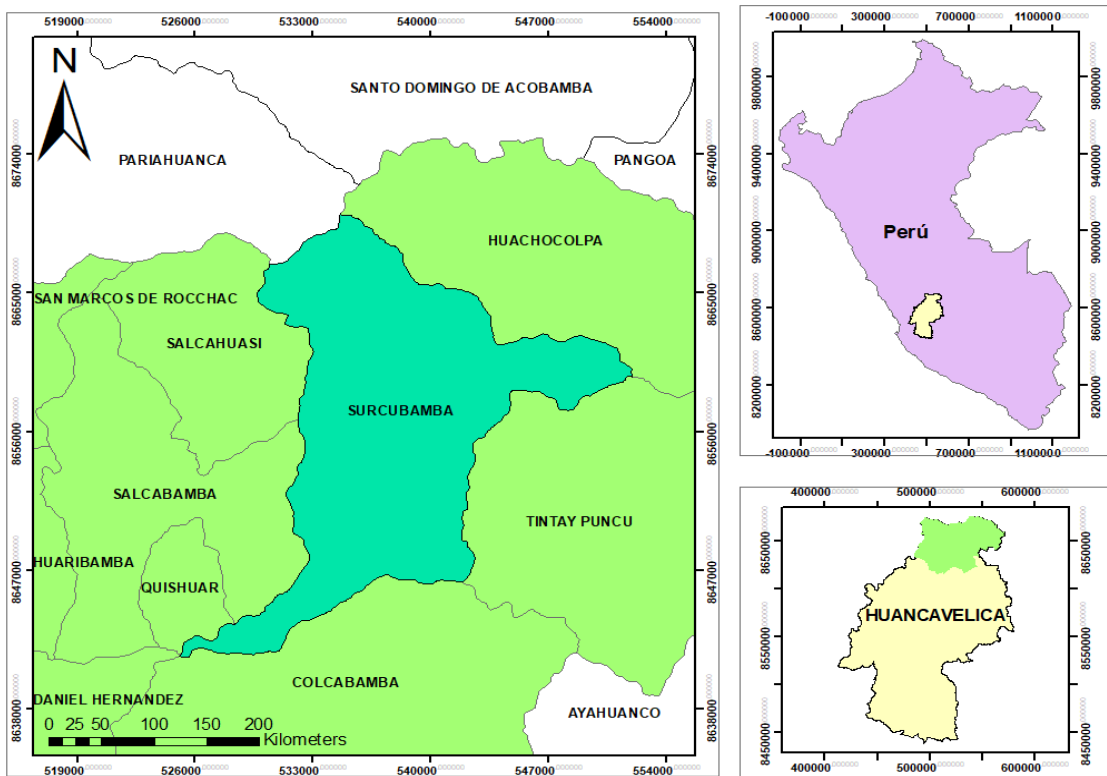 519000 526000 533000 540000 547000 554000
N
SANTO DOMINGO DE ACOBAMBA
PARIAHUANCA
PANGOA
8674000
8674000
HUACHOCOLPA
SAN MARCOS DE ROCCHAC
8665000
8665000
SALCAHUASI
SURCUBAMBA
8656000
8656000
SALCABAMBA
TINTAY PUNCU
HUARIBAMBA
QUISHUAR
8647000
8647000
COLCABAMBA
DANIEL HERNANDEZ
AYAHUANCO
8638000
8638000
0 25 50 100 150 200
Kilometers
519000 526000 533000 540000 547000 554000
-100000 300000 700000 1100000
9800000
9800000
9400000
9400000
9000000
9000000
Perú
8600000
8600000
8200000
8200000
-100000 300000 700000 1100000
400000 500000 600000
8650000
8650000
HUANCAVELICA
8550000
8550000
8450000
8450000
400000 500000 600000